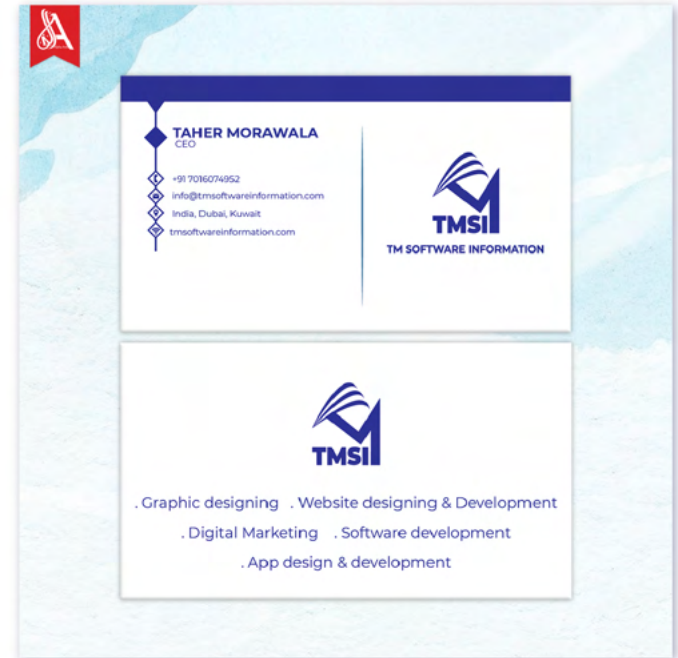 TAHER MORAWALA
CEO
+91 7016074952
info@tmsoftwareinformation.com
India, Dubai, Kuwait
tmsoftwareinformation.com
TMSI
TM SOFTWARE INFORMATION
TMSI
. Graphic designing . Website designing & Development
. Digital Marketing . Software development
. App design & development